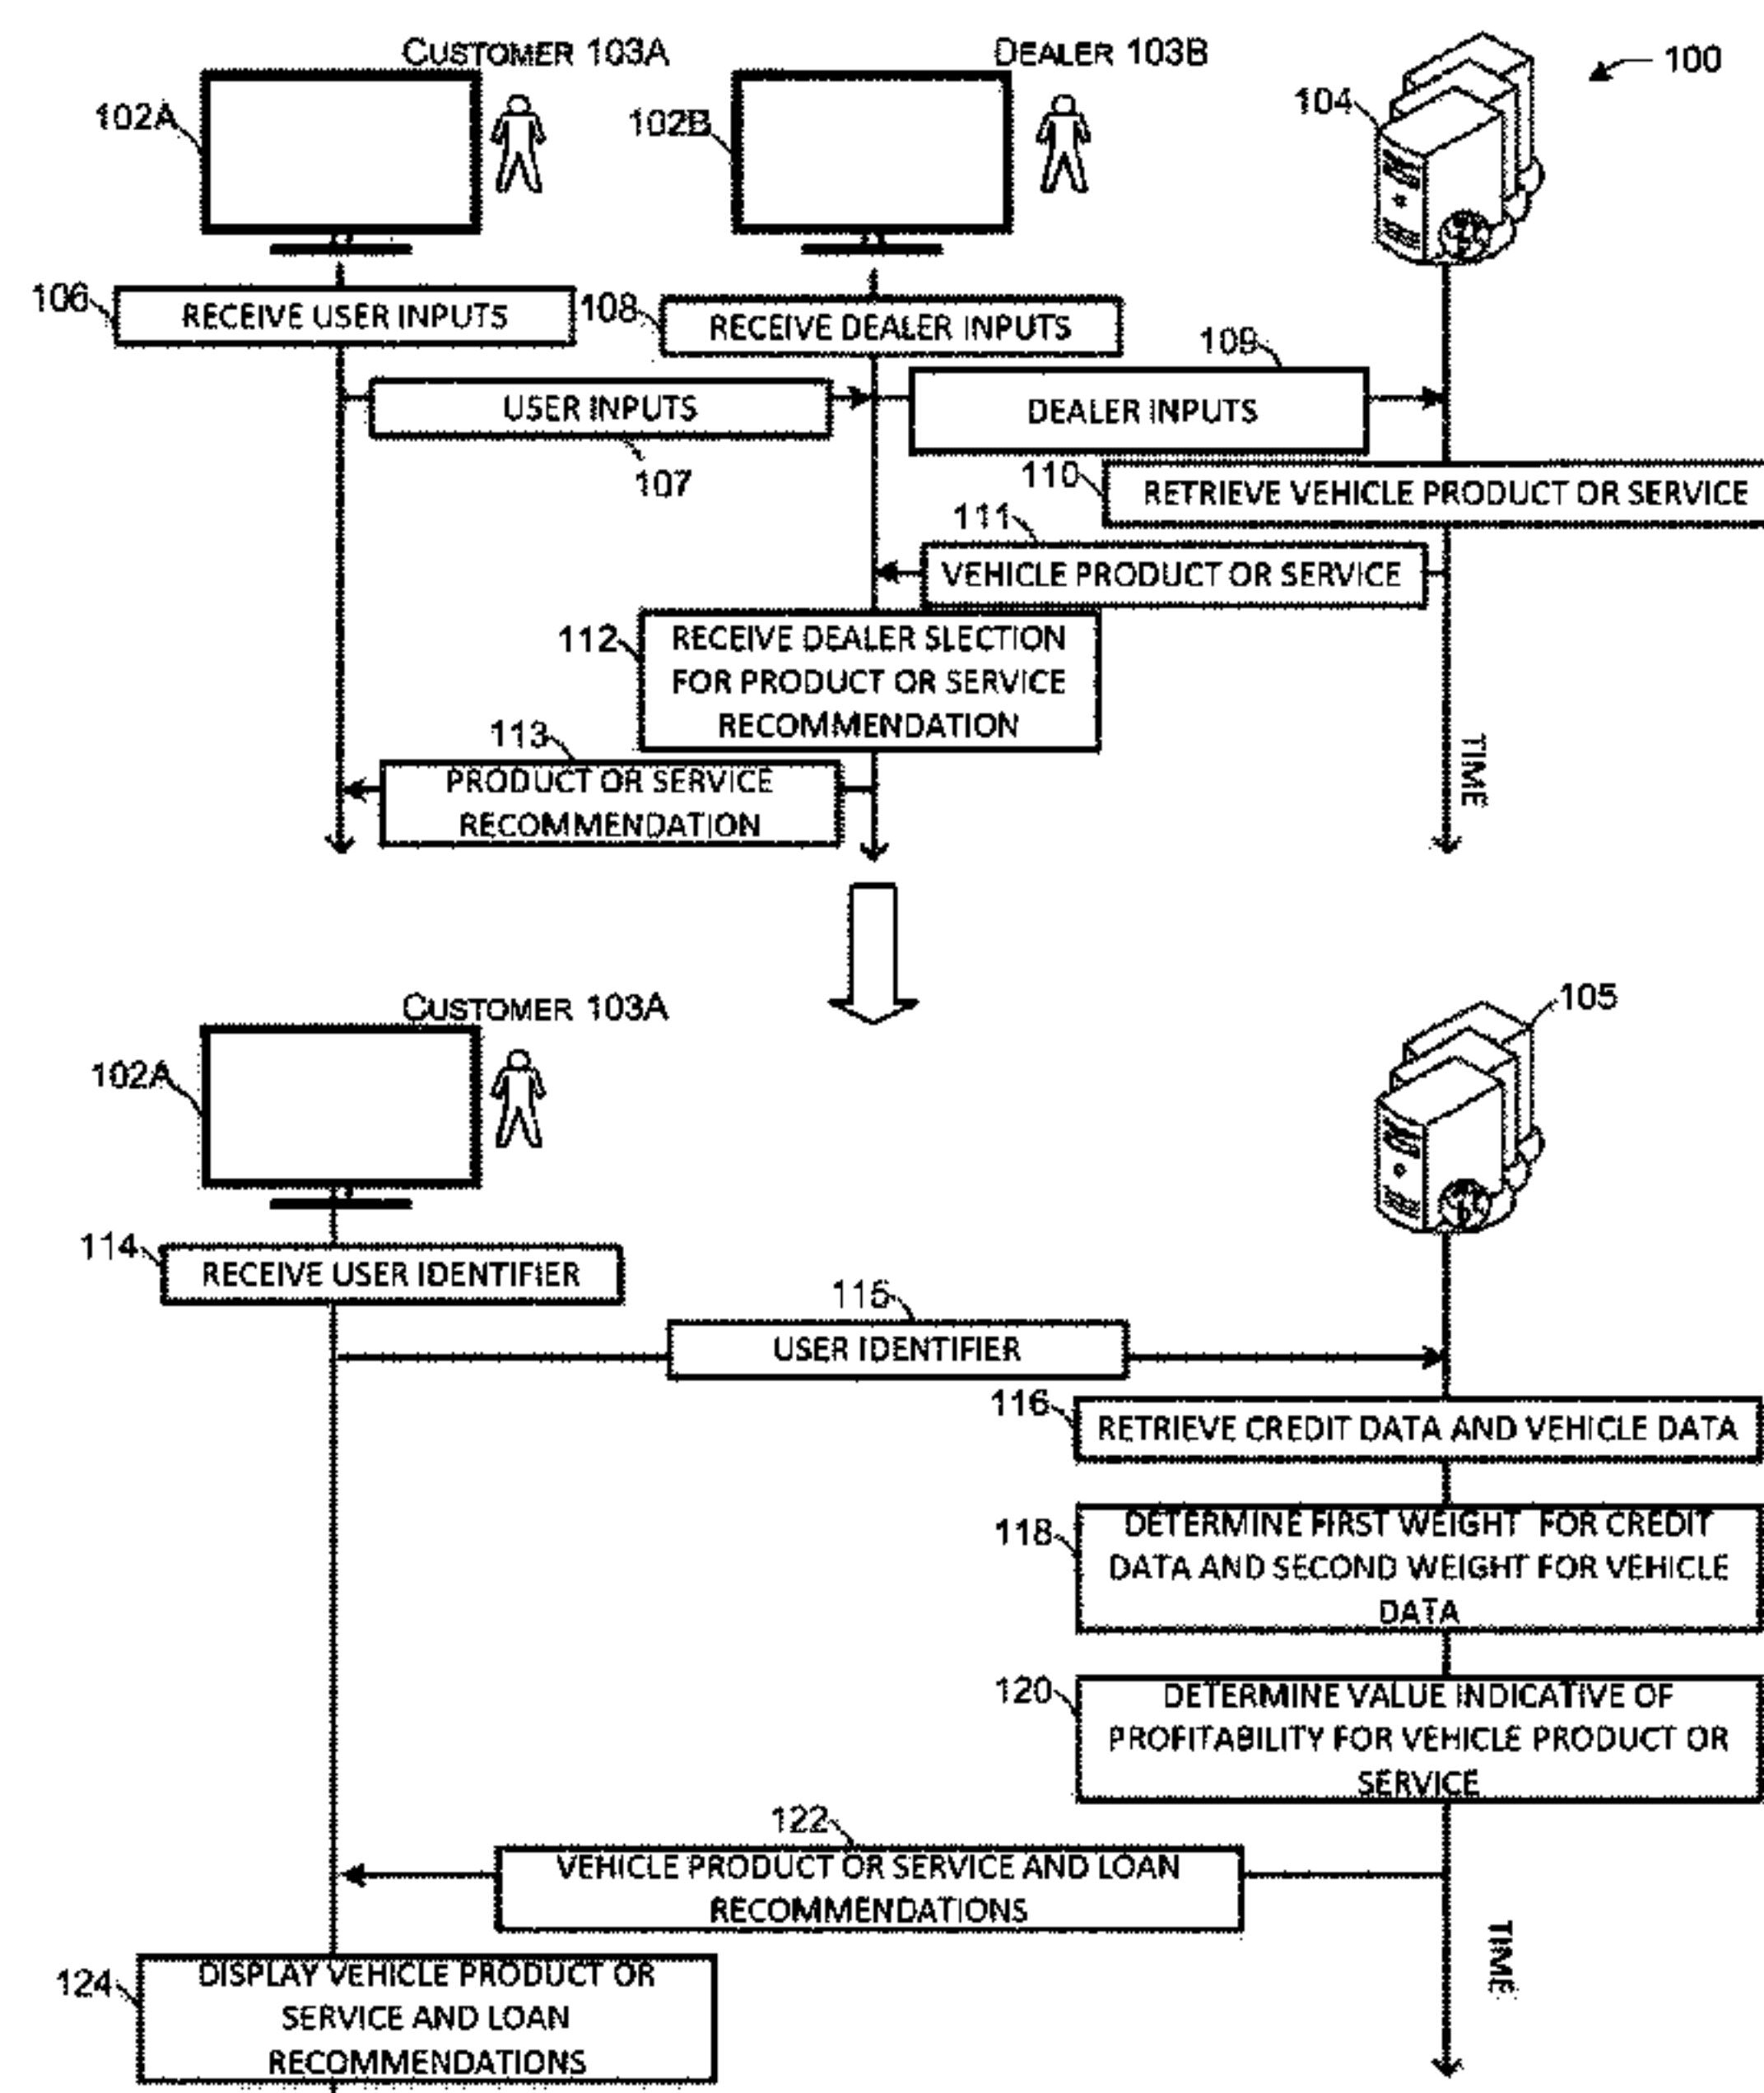 CUSTOMER 103A
DEALER 103B
100
102A
102B
104
106
RECEIVE USER INPUTS
108
RECEIVE DEALER INPUTS
109
USER INPUTS
DEALER INPUTS
107
110
RETRIEVE VEHICLE PRODUCT OR SERVICE
111
VEHICLE PRODUCT OR SERVICE
112
RECEIVE DEALER SLECTION
FOR PRODUCT OR SERVICE
RECOMMENDATION
113
PRODUCT OR SERVICE
RECOMMENDATION
TIME
CUSTOMER 103A
105
102A
114
RECEIVE USER IDENTIFIER
115
USER IDENTIFIER
116
RETRIEVE CREDIT DATA AND VEHICLE DATA
118
DETERMINE FIRST WEIGHT FOR CREDIT
DATA AND SECOND WEIGHT FOR VEHICLE
DATA
120
DETERMINE VALUE INDICATIVE OF
PROFITABILITY FOR VEHICLE PRODUCT OR
SERVICE
122
VEHICLE PRODUCT OR SERVICE AND LOAN
RECOMMENDATIONS
TIME
124
DISPLAY VEHICLE PRODUCT OR
SERVICE AND LOAN
RECOMMENDATIONS